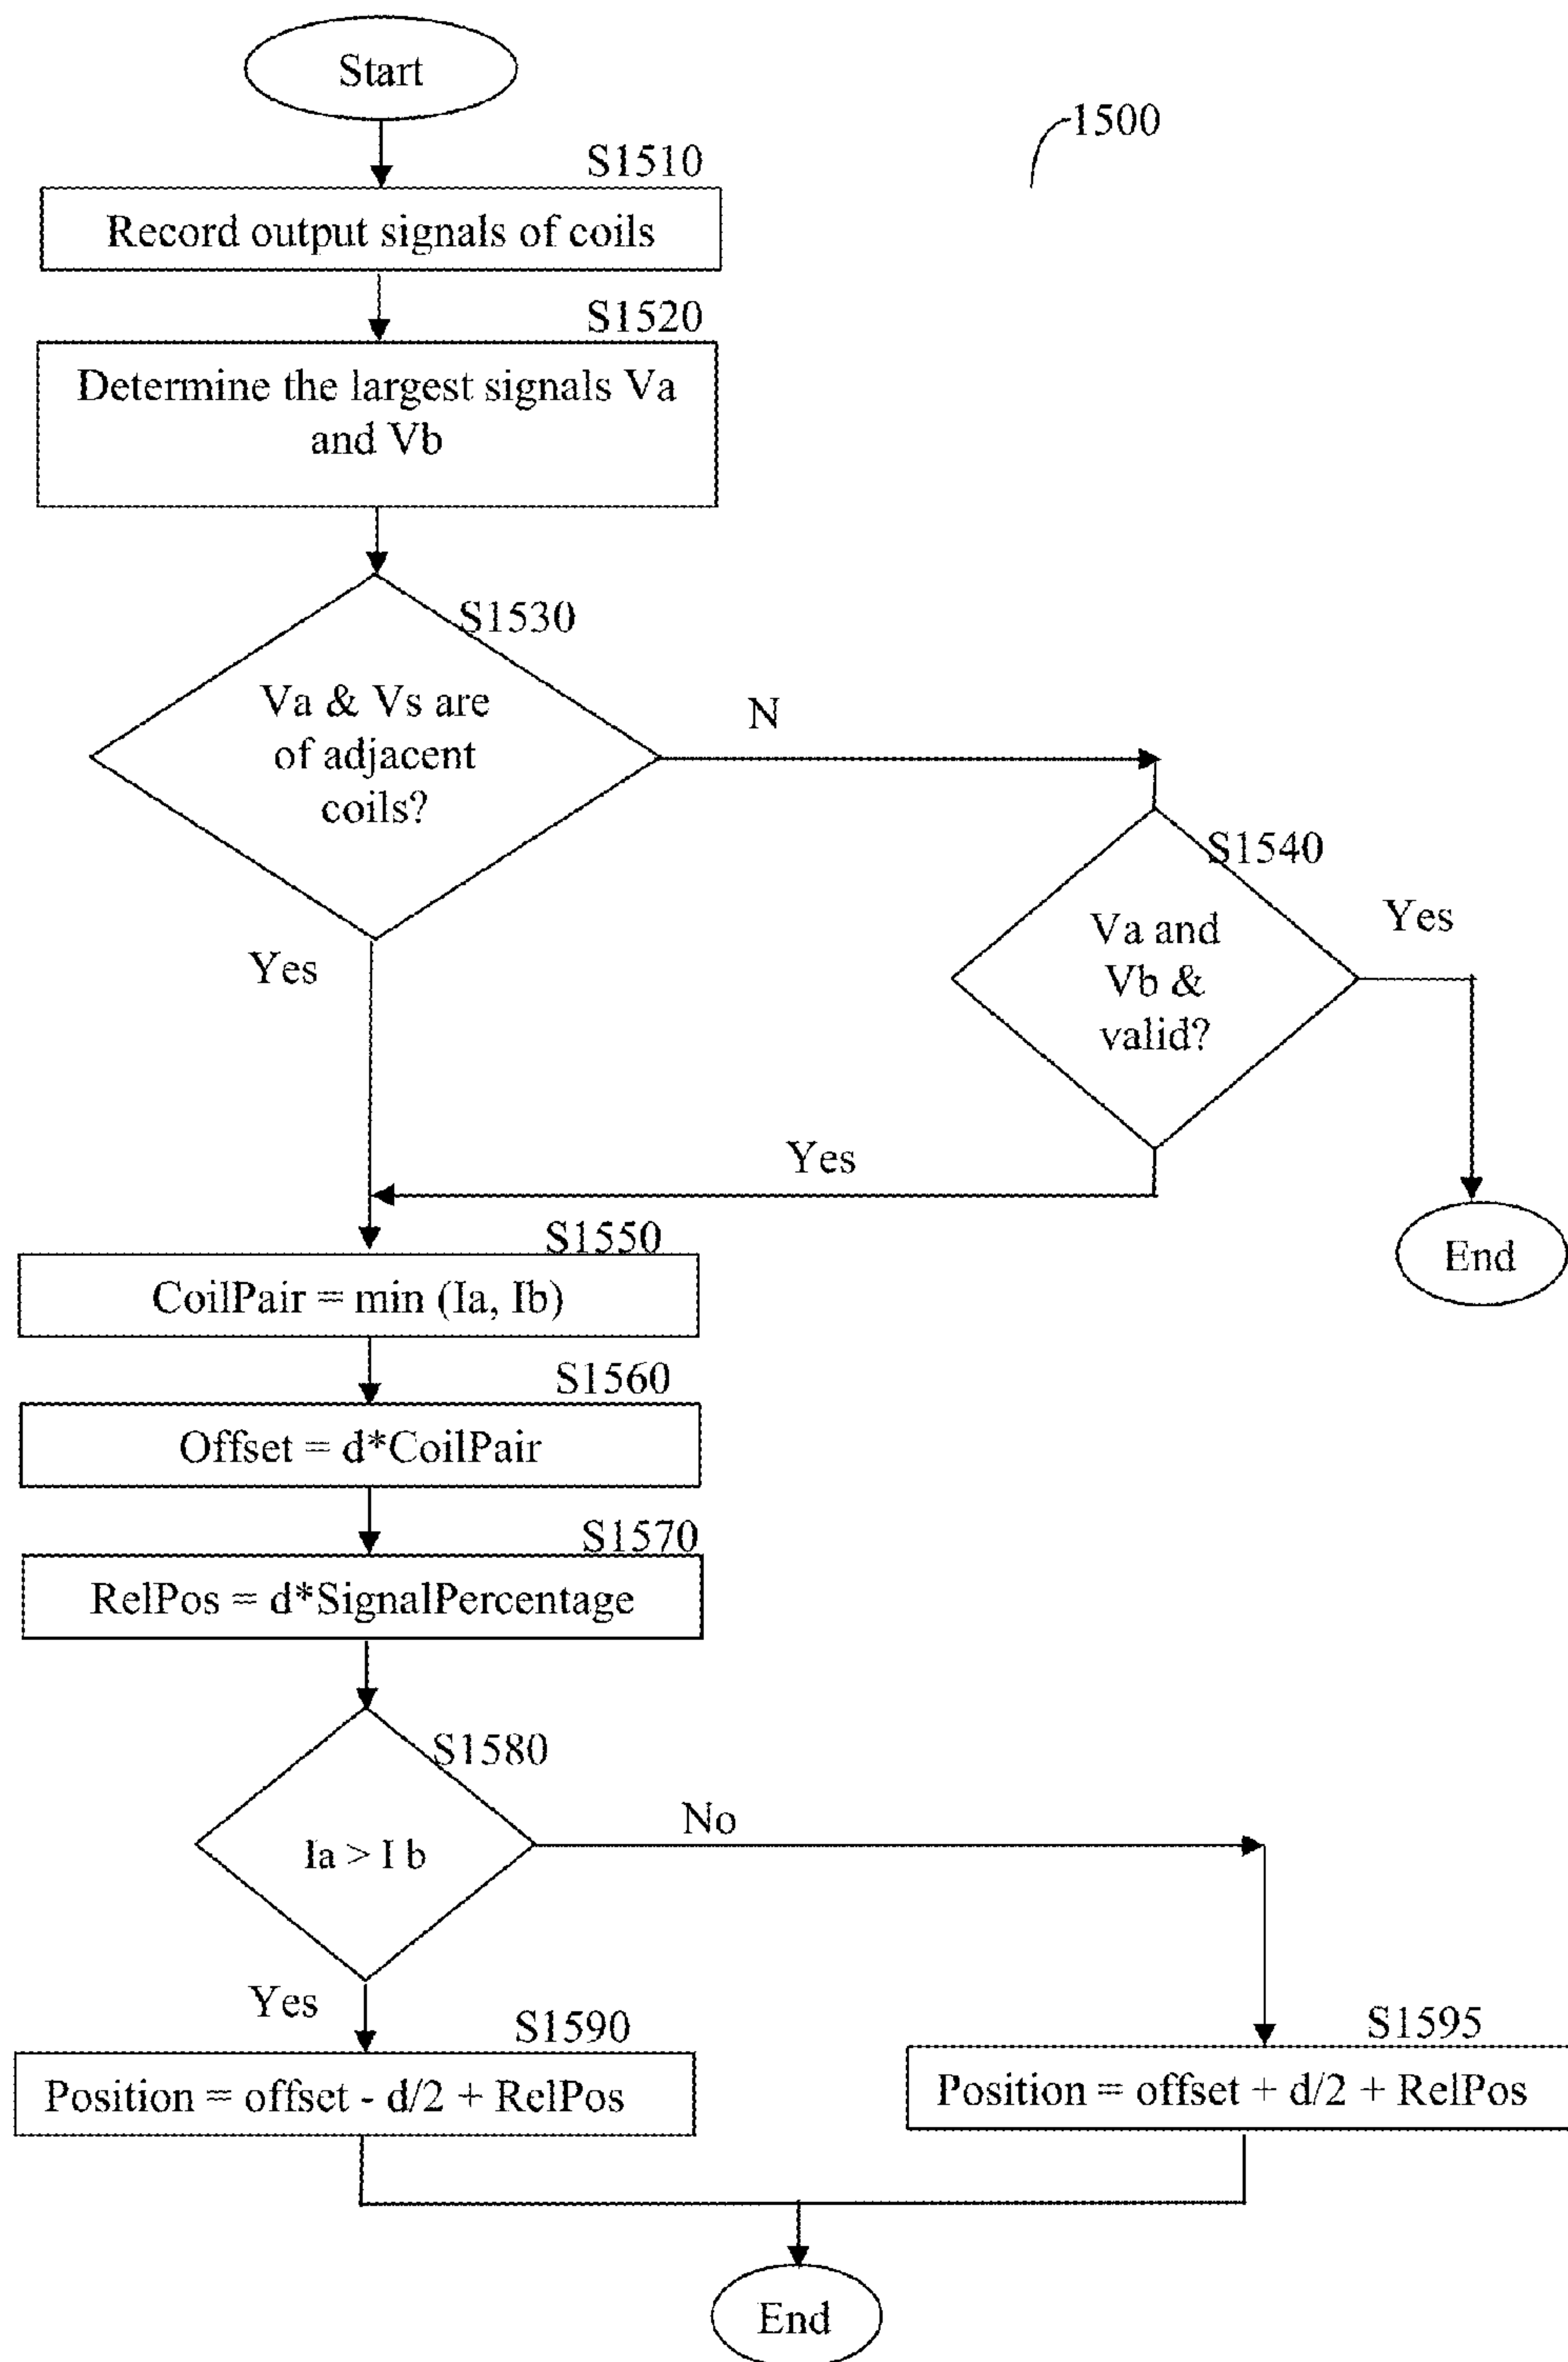 Start
1500
S1510
Record output signals of coils
S1520
Determine the largest signals Va
and Vb
S1530
Va & Vs are
of adjacent
coils?
N
Yes
S1540
Va and
Vb &
valid?
Yes
Yes
End
S1550
CoilPair = min (Ia, Ib)
S1560
Offset = d*CoilPair
S1570
RelPos = d*SignalPercentage
S1580
Ia > I b
No
Yes
S1590
Position = offset - d/2 + RelPos
S1595
Position = offset + d/2 + RelPos
End